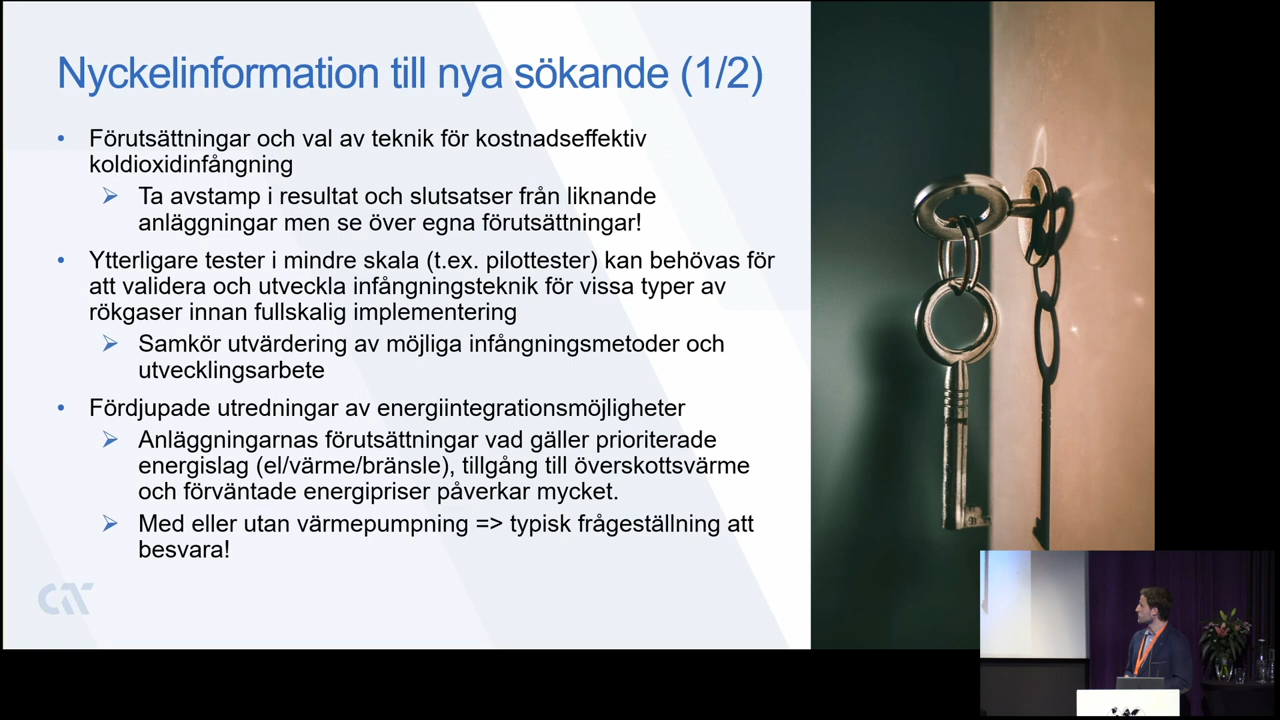 Nyckelinformation till nya sökande (1/2)
• Förutsättningar och val av teknik för kostnadseffektiv
koldioxidinfångning
➢ Ta avstamp i resultat och slutsatser från liknande
anläggningar men se över egna förutsättningar!
• Ytterligare tester i mindre skala (t.ex. pilottester) kan behövas för
att validera och utveckla infångningsteknik för vissa typer av
rökgaser innan fullskalig implementering
➢ Samkör utvärdering av möjliga infångningsmetoder och
utvecklingsarbete
• Fördjupade utredningar av energiintegrationsmöjligheter
➢ Anläggningarnas förutsättningar vad gäller prioriterade
energislag (el/värme/bränsle), tillgång till överskottsvärme
och förväntade energipriser påverkar mycket.
➢ Med eller utan värmepumpning => typisk frågeställning att
besvara!